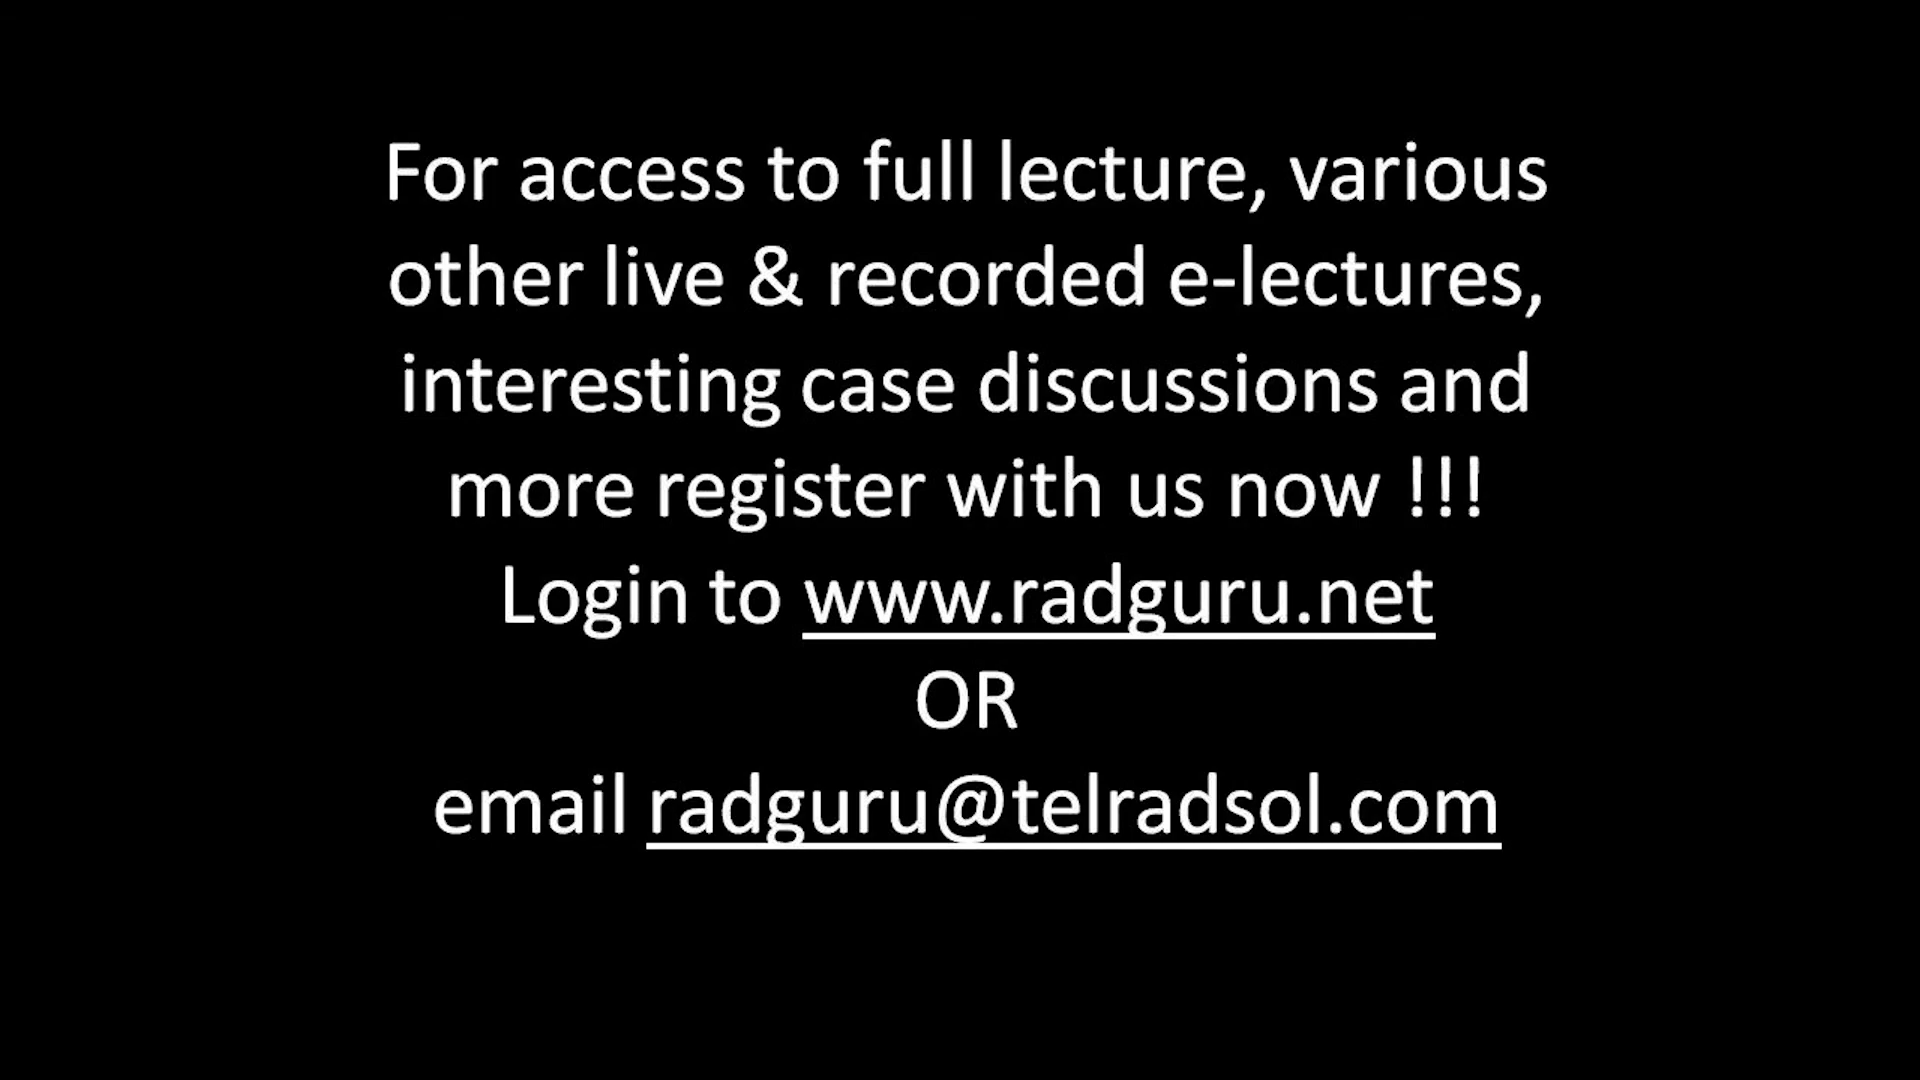 For access to full lecture, various
other live & recorded e-lectures,
interesting case discussions and
more register with us now !!!
Login to www.radguru.net
OR
email radguru@telradsol.com